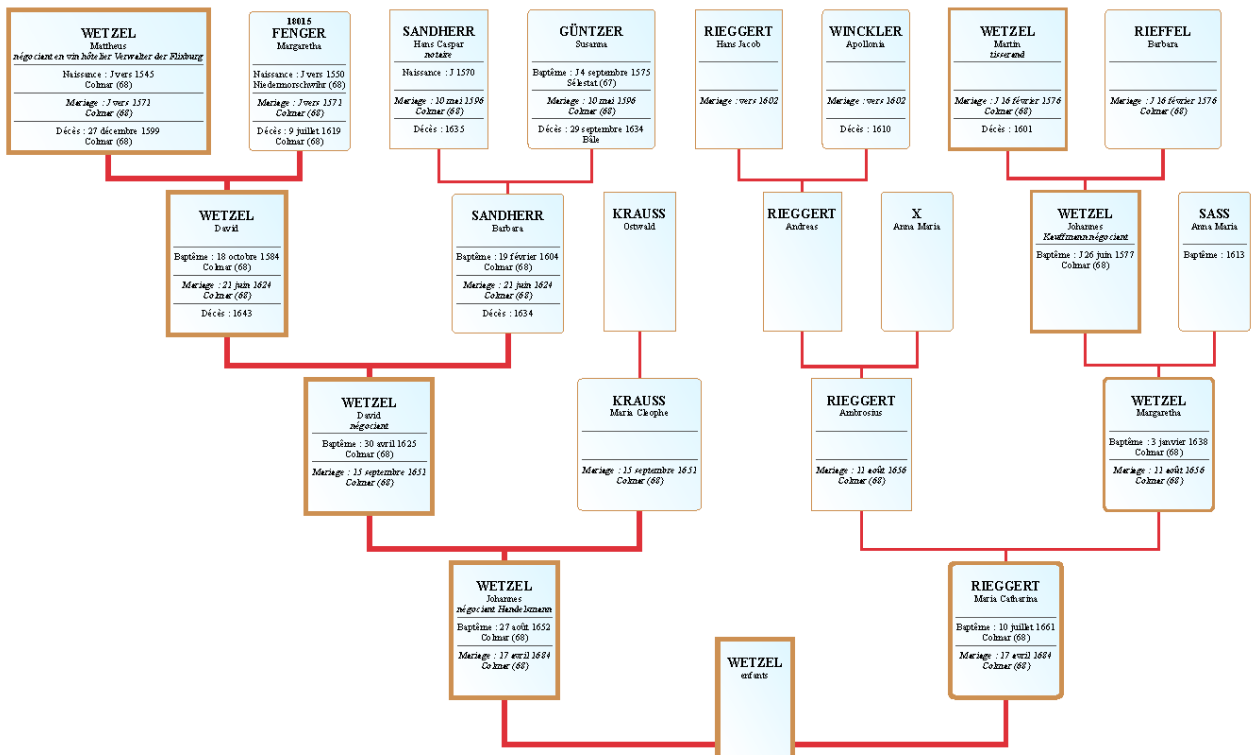 WETZEL
Mattheus
négociant en vin hôtelier Verwalter der Flixburg
Naissance : J vers 1545
Colmar (68)
Mariage : J vers 1571
Colmar (68)
Décès : 27 décembre 1599
Colmar (68)
18015
FENGER
Margaretha
Naissance : J vers 1550
Niedermorschwihr (68)
Mariage : J vers 1571
Colmar (68)
Décès : 9 juillet 1619
Colmar (68)
SANDHERR
Hans Caspar
notaire
Naissance : J 1570
Mariage : 10 mai 1596
Colmar (68)
Décès : 1635
GÜNTZER
Susanna
Baptême : J 4 septembre 1575
Sélestat (67)
Mariage : 10 mai 1596
Colmar (68)
Décès : 29 septembre 1634
Bâle
RIEGGERT
Hans Jacob
Mariage : vers 1602
WINCKLER
Apollonia
Mariage : vers 1602
Décès : 1610
WETZEL
Martin
tisserand
Mariage : J 16 février 1576
Colmar (68)
Décès : 1601
RIEFFEL
Barbara
Mariage : J 16 février 1576
Colmar (68)
WETZEL
David
Baptême : 18 octobre 1584
Colmar (68)
Mariage : 21 juin 1624
Colmar (68)
Décès : 1643
SANDHERR
Barbara
Baptême : 19 février 1604
Colmar (68)
Mariage : 21 juin 1624
Colmar (68)
Décès : 1634
KRAUSS
Ostwald
RIEGGERT
Andreas
X
Anna Maria
WETZEL
Johannes
Kauffmann négociant
Baptême : J 26 juin 1577
Colmar (68)
SASS
Anna Maria
Baptême : 1613
WETZEL
David
négociant
Baptême : 30 avril 1625
Colmar (68)
Mariage : 15 septembre 1651
Colmar (68)
KRAUSS
Maria Cleophe
Mariage : 15 septembre 1651
Colmar (68)
RIEGGERT
Ambrosius
Mariage : 11 août 1656
Colmar (68)
WETZEL
Margaretha
Baptême : 3 janvier 1638
Colmar (68)
Mariage : 11 août 1656
Colmar (68)
WETZEL
Johannes
négociant Handelsmann
Baptême : 27 août 1652
Colmar (68)
Mariage : 17 avril 1684
Colmar (68)
RIEGGERT
Maria Catharina
Baptême : 10 juillet 1661
Colmar (68)
Mariage : 17 avril 1684
Colmar (68)
WETZEL
enfants